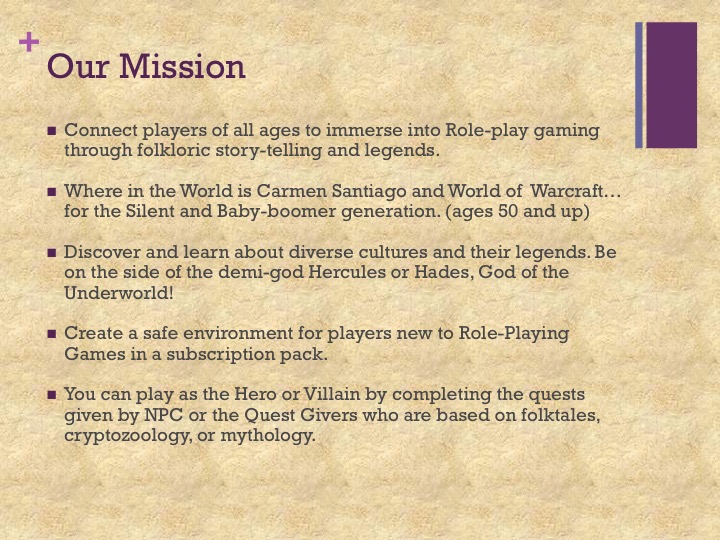 +
Our Mission
■ Connect players of all ages to immerse into Role-play gaming
through folkloric story-telling and legends.
■ Where in the World is Carmen Santiago and World of Warcraft…
for the Silent and Baby-boomer generation. (ages 50 and up)
■ Discover and learn about diverse cultures and their legends. Be
on the side of the demi-god Hercules or Hades, God of the
Underworld!
■ Create a safe environment for players new to Role-Playing
Games in a subscription pack.
■ You can play as the Hero or Villain by completing the quests
given by NPC or the Quest Givers who are based on folktales,
cryptozoology, or mythology.